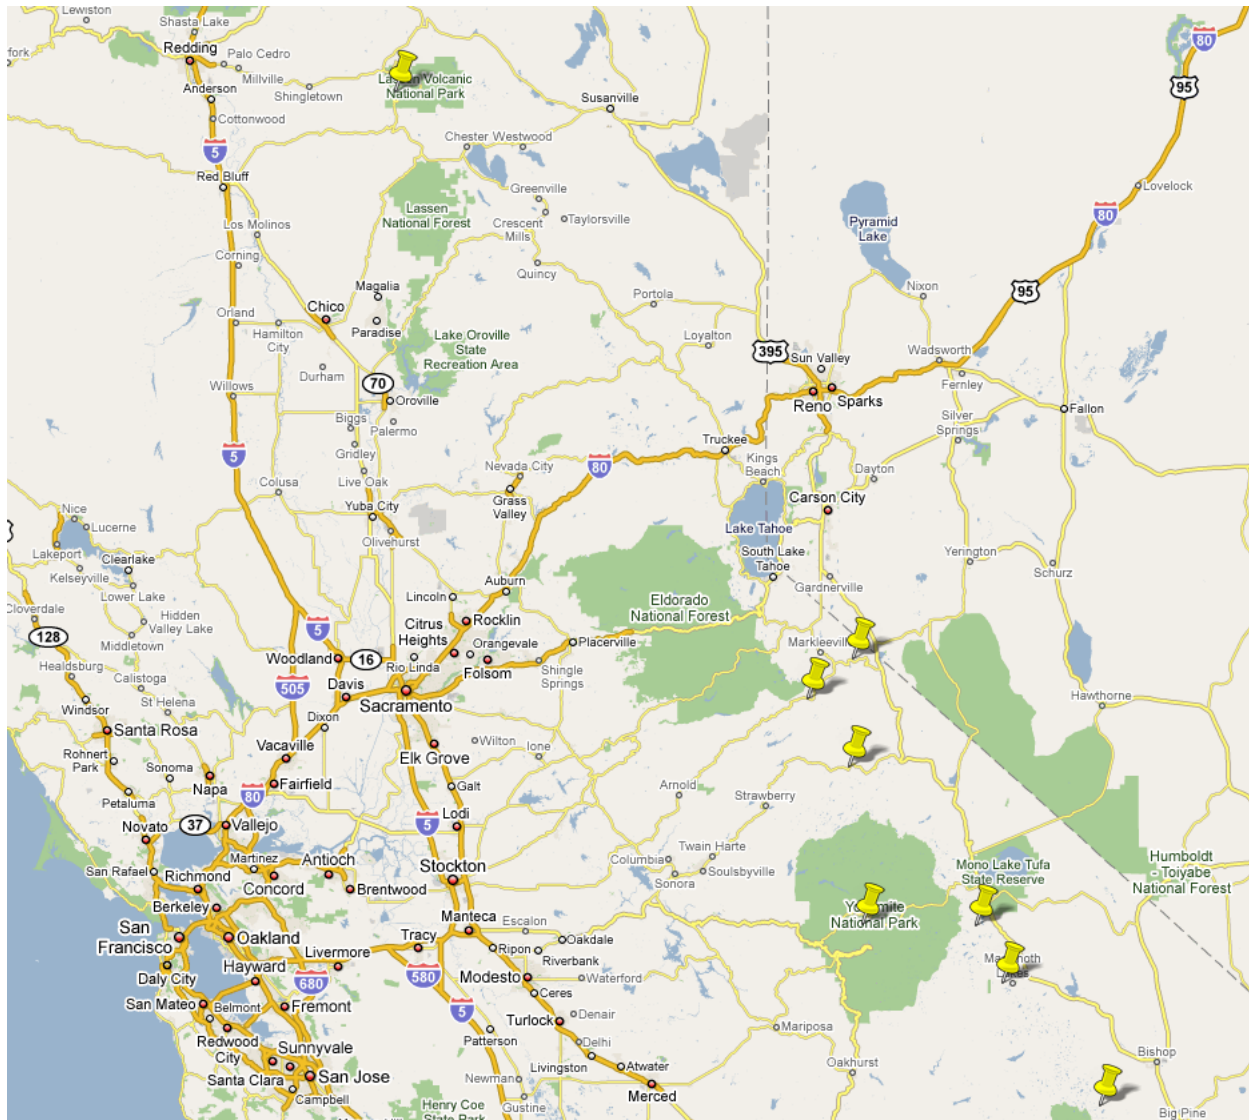 Lewiston
Shasta Lake
Redding
Palo Cedro
Millville
Shingletown
Lassen Volcanic
National Park
Anderson
Cottonwood
Susanville
Chester Westwood
5
Red Bluff
Greenville
Lassen
National Forest
Crescent
Mills
Taylorsville
Los Molinos
Corning
Quincy
Magalia
Portola
Orland
Hamilton
City
Chico
Paradise
Lake Oroville
State
Recreation Area
Loyalton
80
95
Lovelock
80
Pyramid
Lake
Nixon
95
395
Sun Valley
Wadsworth
Fernley
Reno
Sparks
Fallon
Silver
Springs
Durham
Willows
70
Oroville
Biggs
Palermo
Gridley
5
Live Oak
Colusa
Yuba City
Olivehurst
Nevada City
Grass
Valley
80
Truckee
Kings
Beach
Dayton
Carson City
Lake Tahoe
South Lake
Tahoe
Gardnerville
Yerington
Schurz
Nice
Lucerne
Lakeport
Clearlake
Kelseyville
Lower Lake
Cloverdale
Hidden
Valley Lake
128
Middletown
Healdsburg
Calistoga
St Helena
Windsor
Santa Rosa
Rohnert
Park
Sonoma
Napa
Petaluma
Novato
37
Vallejo
Auburn
Lincoln
Citrus
Heights
Rocklin
Orangevale
Rio Linda
Folsom
Placerville
Shingle
Springs
Eldorado
National Forest
Markleeville
5
Woodland
16
505
Davis
Sacramento
Dixon
Vacaville
Fairfield
80
Elk Grove
Wilton
Ione
Galt
Lodi
5
Arnold
Strawberry
Hawthorne
San Rafael
Martinez
Antioch
Richmond
Concord
Brentwood
Berkeley
Stockton
Columbia
Twain Harte
Sonora
Soulsbyville
Mono Lake Tufa
State Reserve
Humboldt
- Toiyabe
National Forest
San
Francisco
Oakland
Livermore
Tracy
Manteca
Escalon
Oakdale
Ripon
Riverbank
National Park
Daly City
Hayward
680
580
Modesto
Waterford
San Mateo
Belmont
Fremont
5
Ceres
Turlock
Denair
Mariposa
Redwood
City
Sunnyvale
Patterson
Delhi
Santa Clara
San Jose
Campbell
Newman
Livingston
Atwater
Merced
Gustine
Henry Coe
State Park
Oakhurst
Bishop
Big Pine